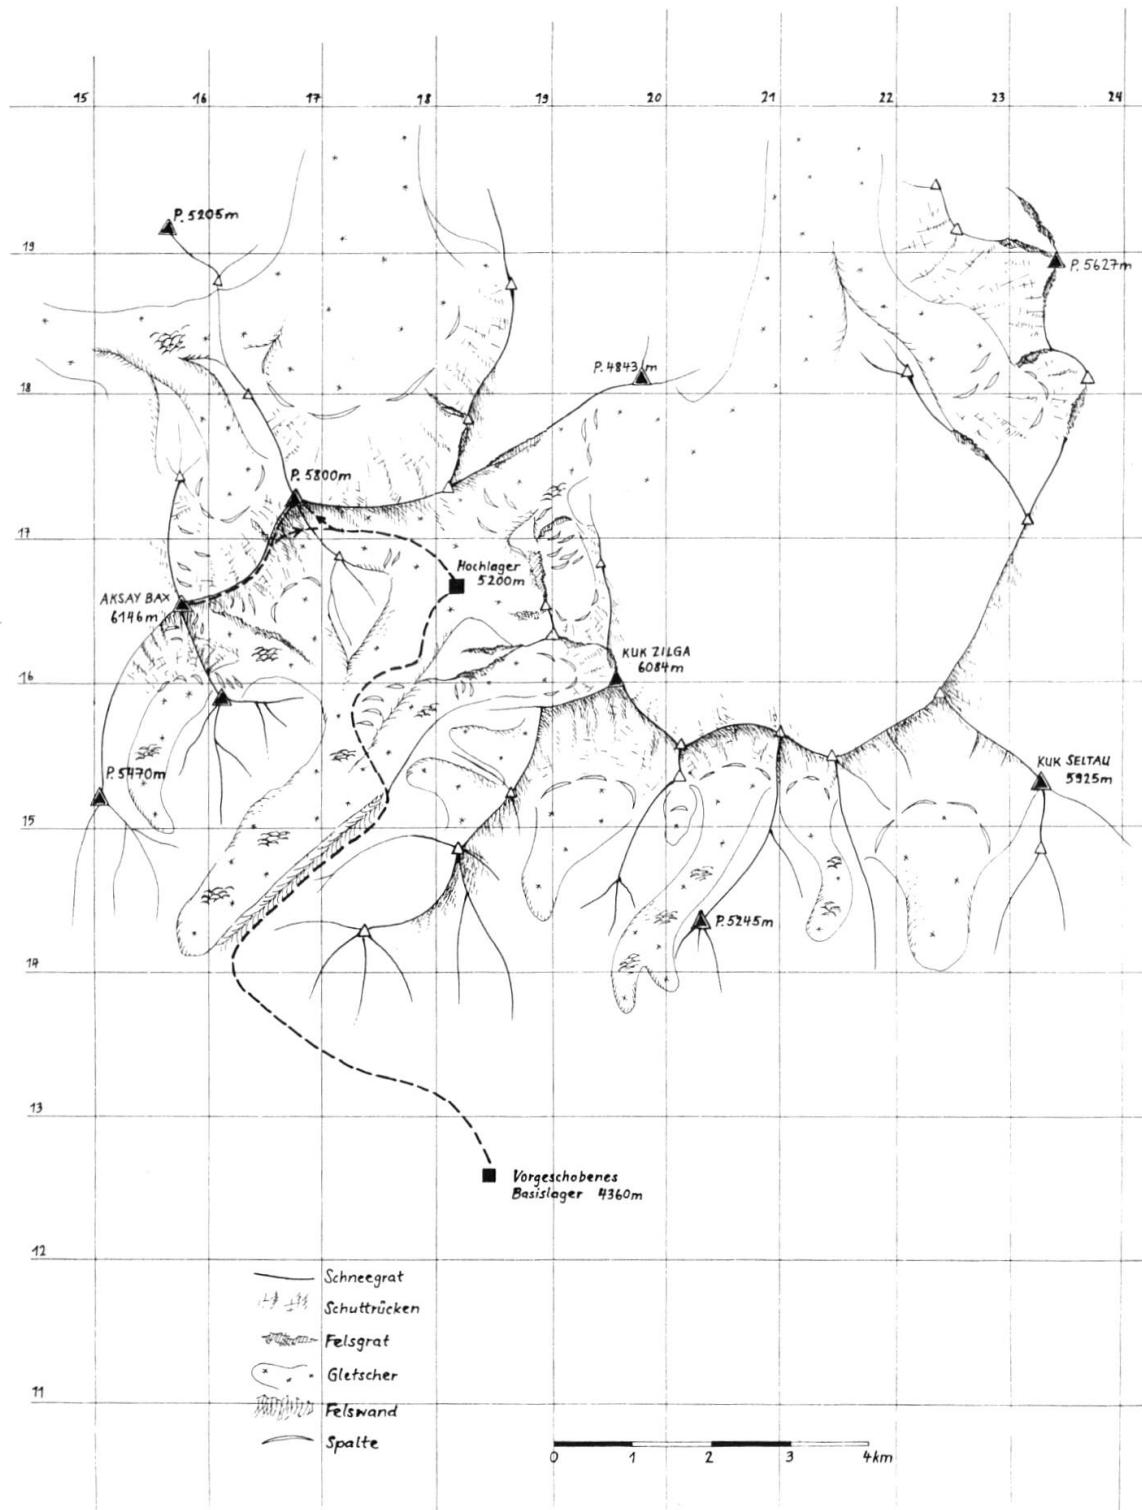 15 16 17 18 19 20 21 22 23 24
P. 5205m
19
P. 5627m
P. 4843m
18
P. 5800m
17
Hochlager
5200m
AKSAY BAX
6146m
KUK ZILGA
6084m
16
KUK SELTAU
5925m
P. 5470m
15
P. 5245m
14
13
Vorgeschobenes
Basislager 4360m
12
Schneegrat
Schuttrücken
Felsgrat
Gletscher
11
Felswand
Spalte
0 1 2 3 4km